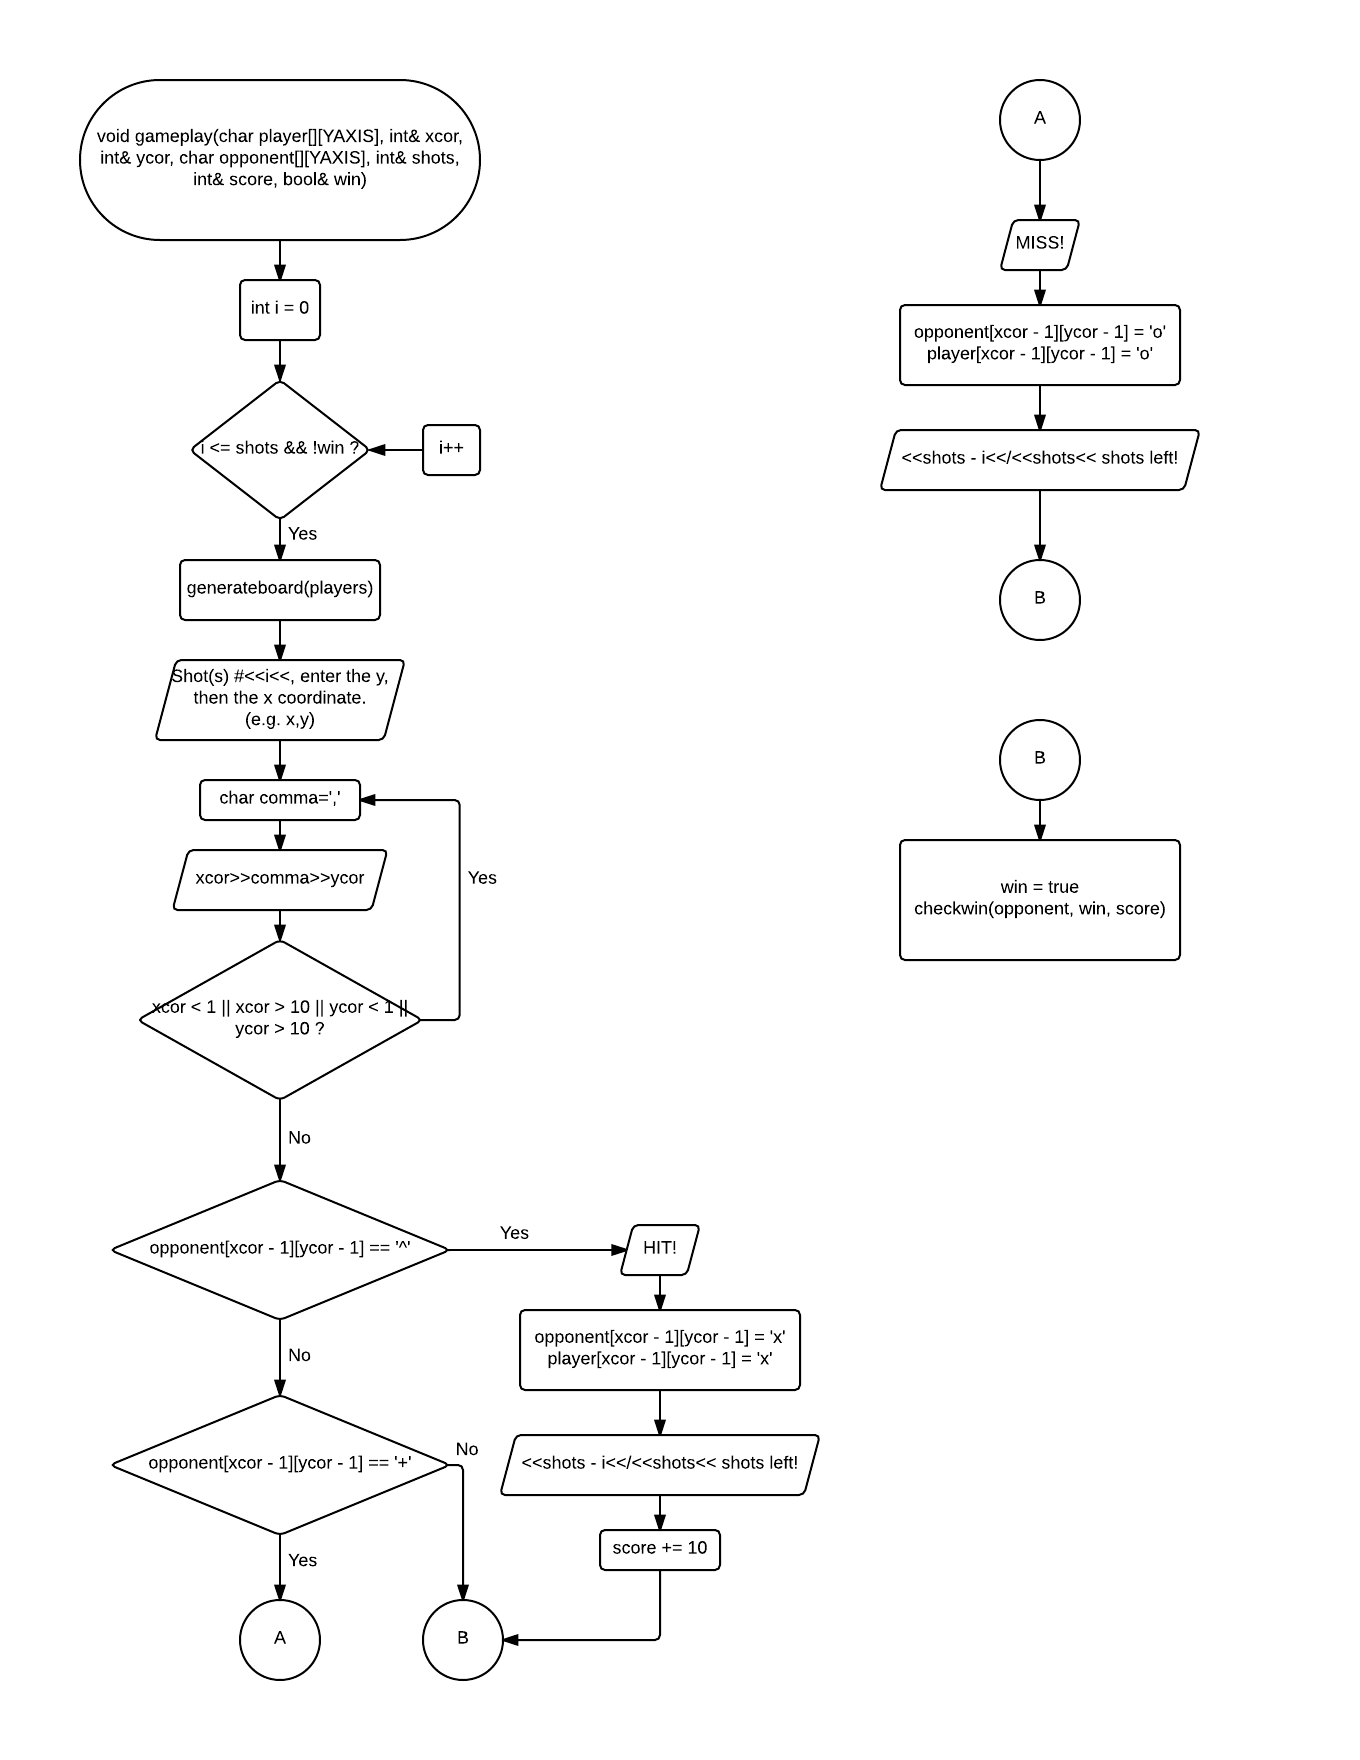 void gameplay(char player[][YAXIS], int& xcor,
int& ycor, char opponent[][YAXIS], int& shots,
int& score, bool& win)
int i = 0
i <= shots && !win ?
i++
Yes
generateboard(players)
Shot(s) #<<i<<, enter the y,
then the x coordinate.
(e.g. x,y)
char comma=','
xcor>>comma>>ycor
Yes
xcor < 1 || xcor > 10 || ycor < 1 ||
ycor > 10 ?
No
opponent[xcor - 1][ycor - 1] == '^'
Yes
HIT!
opponent[xcor - 1][ycor - 1] = 'x'
player[xcor - 1][ycor - 1] = 'x'
No
opponent[xcor - 1][ycor - 1] == '+'
No
<<shots - i<</<<shots<< shots left!
score += 10
Yes
A
B
A
MISS!
opponent[xcor - 1][ycor - 1] = 'o'
player[xcor - 1][ycor - 1] = 'o'
<<shots - i<</<<shots<< shots left!
B
B
win = true
checkwin(opponent, win, score)